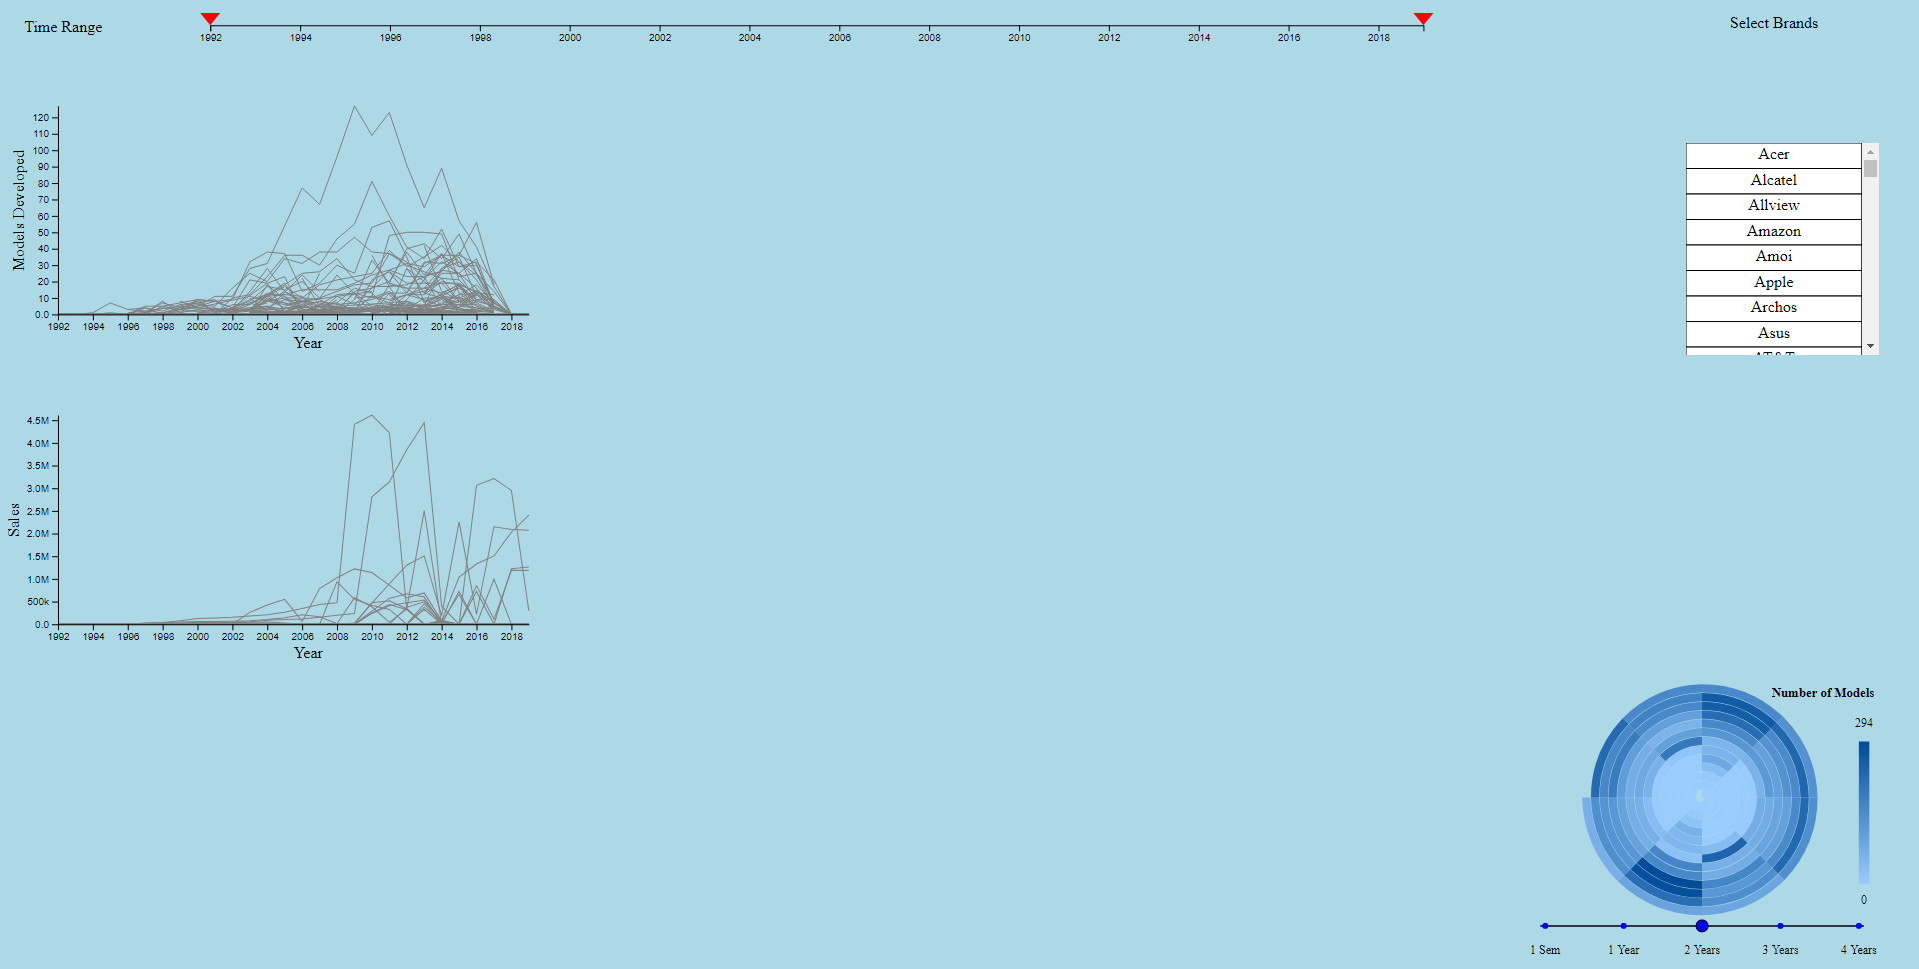 Time Range
1992 1994 1996 1998 2000 2002 2004 2006 2008 2010 2012 2014 2016 2018
Select Brands
Models Developed
120
110
100
90
80
70
60
50
40
30
20
10
0.0
1992 1994 1996 1998 2000 2002 2004 2006 2008 2010 2012 2014 2016 2018
Year
Acer
Alcatel
Allview
Amazon
Amoi
Apple
Archos
Asus
AT&T
Sales
4.5M
4.0M
3.5M
3.0M
2.5M
2.0M
1.5M
1.0M
500k
0.0
1992 1994 1996 1998 2000 2002 2004 2006 2008 2010 2012 2014 2016 2018
Year
Number of Models
294
0
1 Sem 1 Year 2 Years 3 Years 4 Years